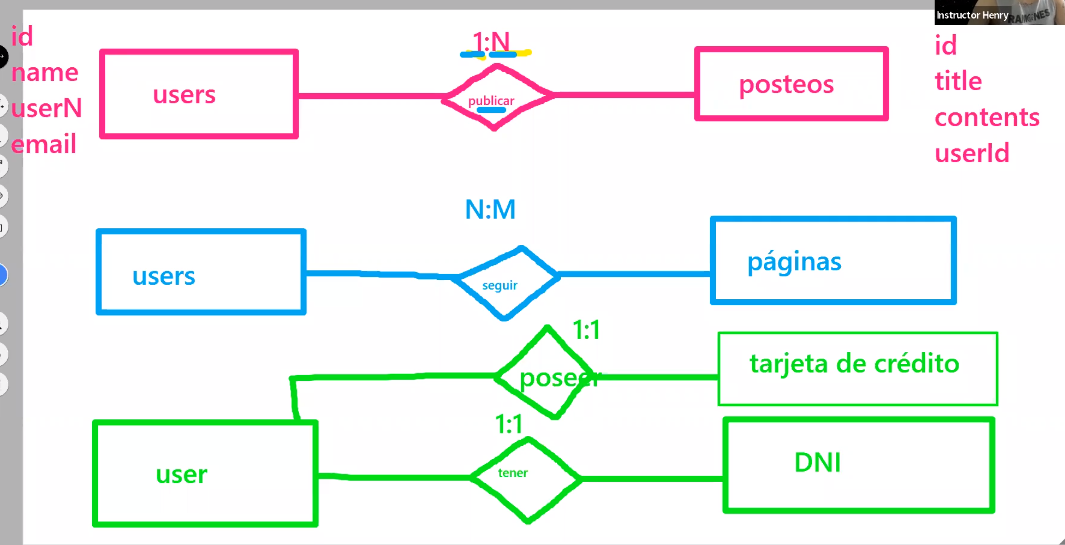 Instructor Henry
RAMONES
id
name
userN
email
users
1:N
publicar
posteos
id
title
contents
userId
N:M
users
seguir
páginas
1:1
poseer
tarjeta de crédito
1:1
user
tener
DNI